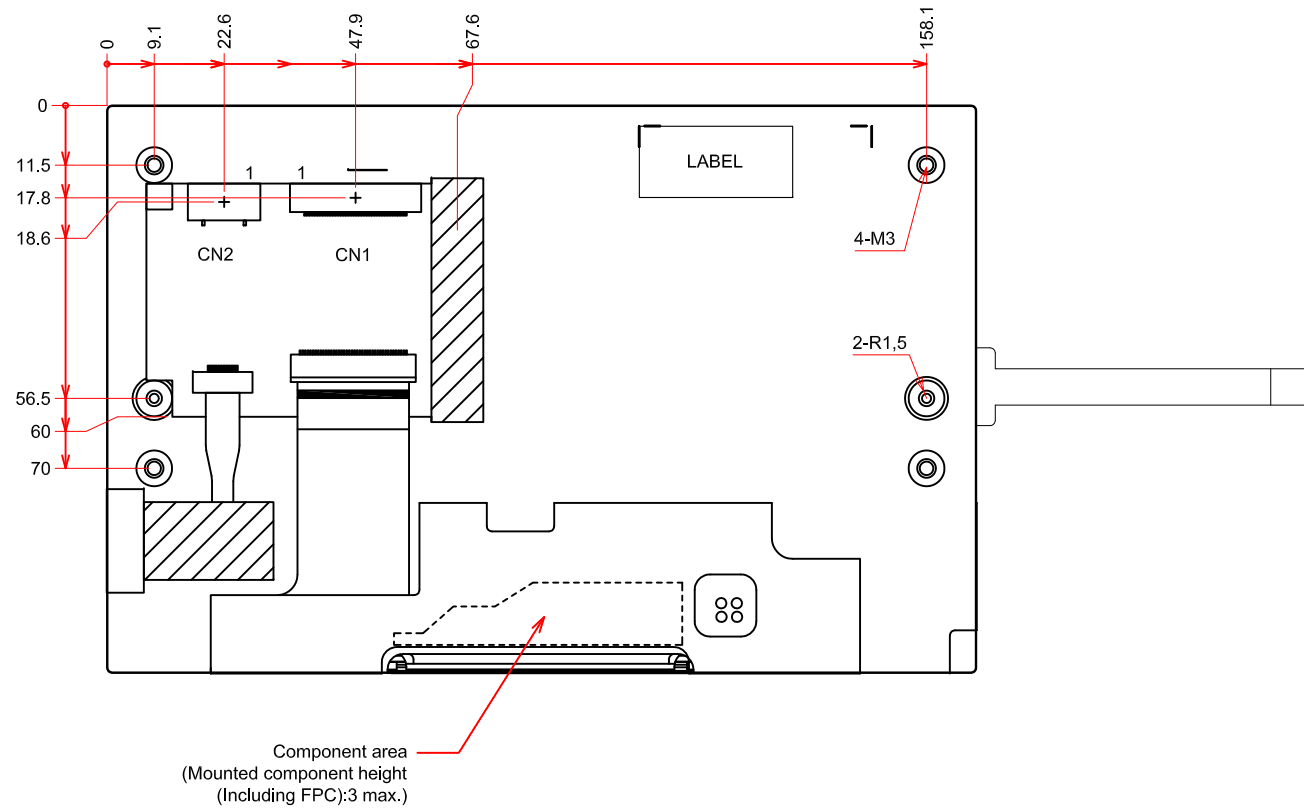 0
9.1
22.6
47.9
67.6
158.1
0
11.5
17.8
18.6
56.5
60
70
1
1
LABEL
CN2
CN1
4-M3
2-R1,5
Component area
(Mounted component height
(Including FPC):3 max.)